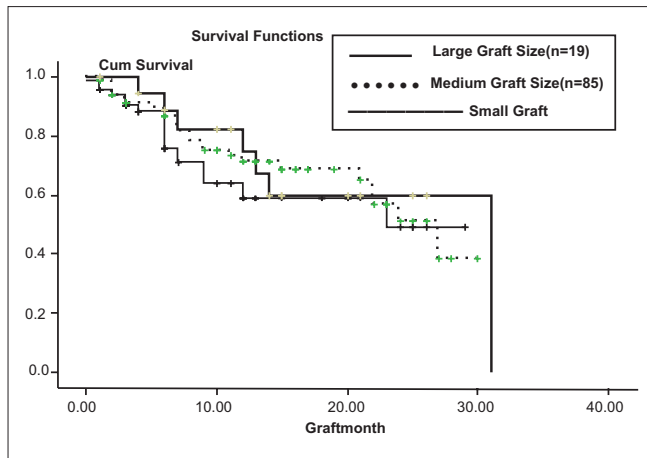 Survival Functions
Large Graft Size(n=19)
Medium Graft Size(n=85)
Small Graft
Cum Survival
1.0
0.8
0.6
0.4
0.2
0.0
0.00
10.00
20.00
30.00
40.00
Graftmonth